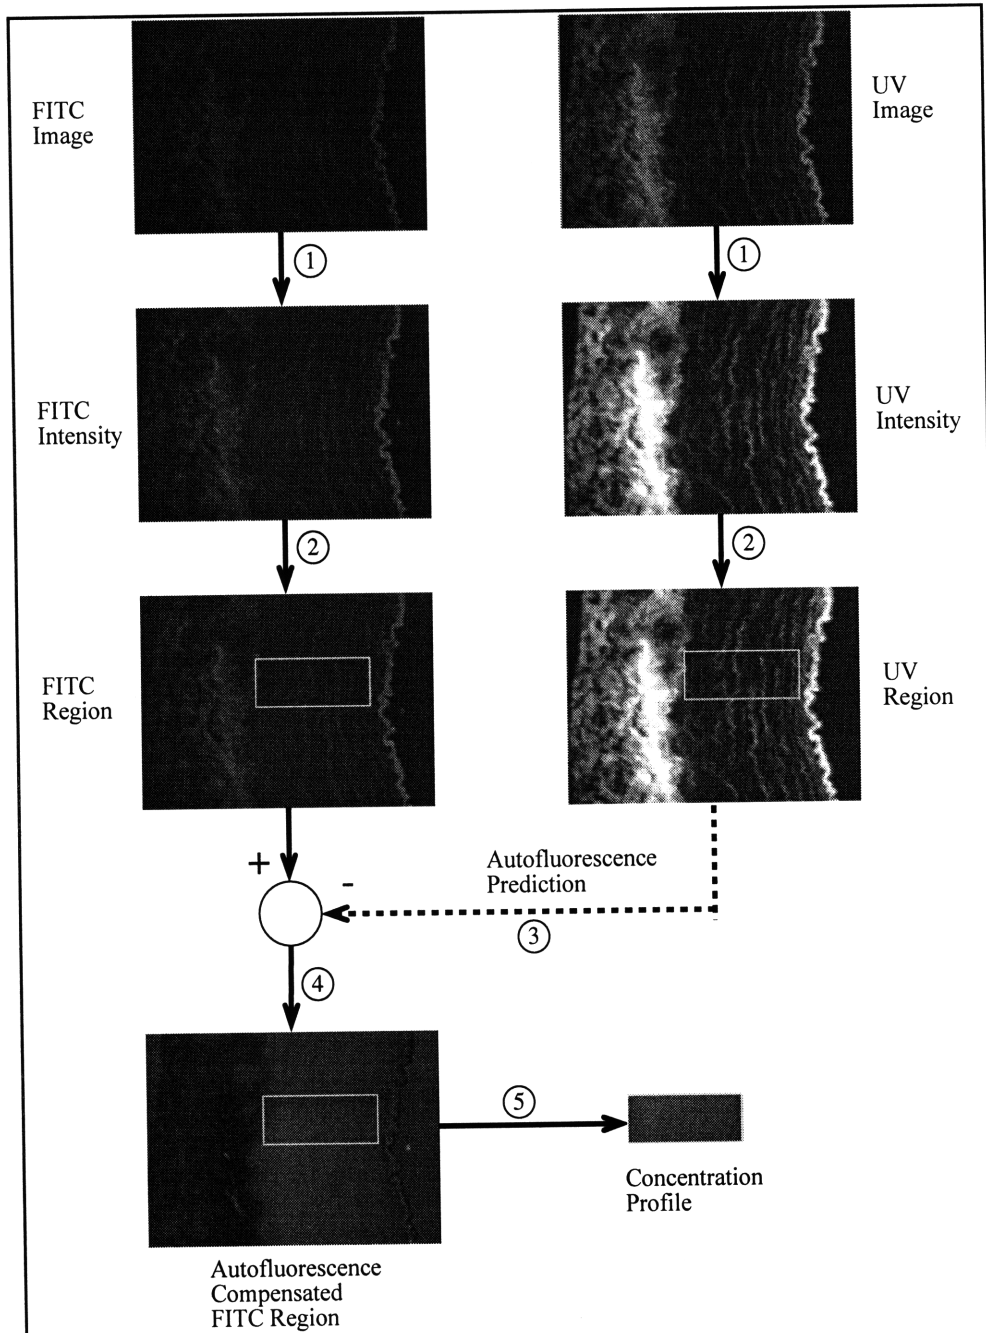 FITC
Image
UV
Image
1
1
FITC
Intensity
UV
Intensity
2
2
FITC
Region
UV
Region
+
-
Autofluorescence
Prediction
3
4
5
Concentration
Profile
Autofluorescence
Compensated
FITC Region